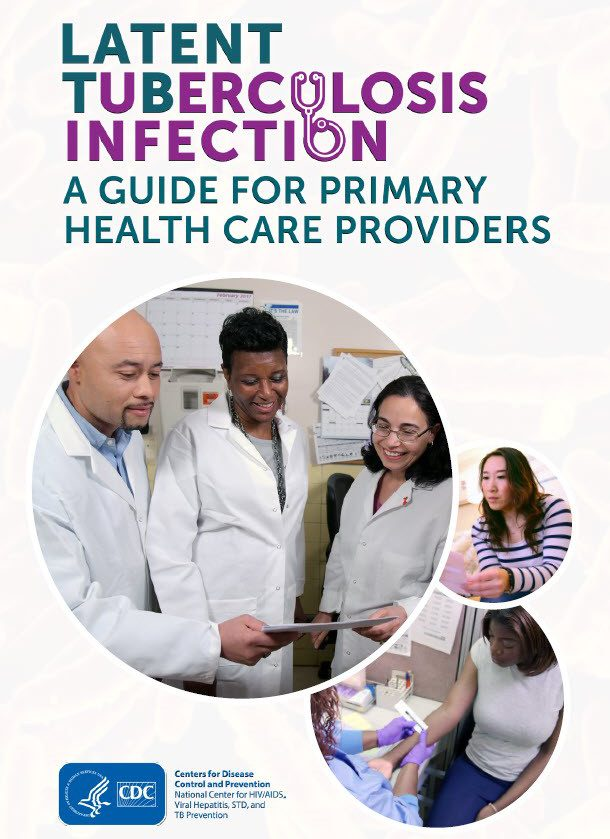 LATENT
TUBERCULOSIS
INFECTION
A GUIDE FOR PRIMARY
HEALTH CARE PROVIDERS
February 2017
CDC
Centers for Disease
Control and Prevention
National Center for HIV/AIDS,
Viral Hepatitis, STD, and
TB Prevention